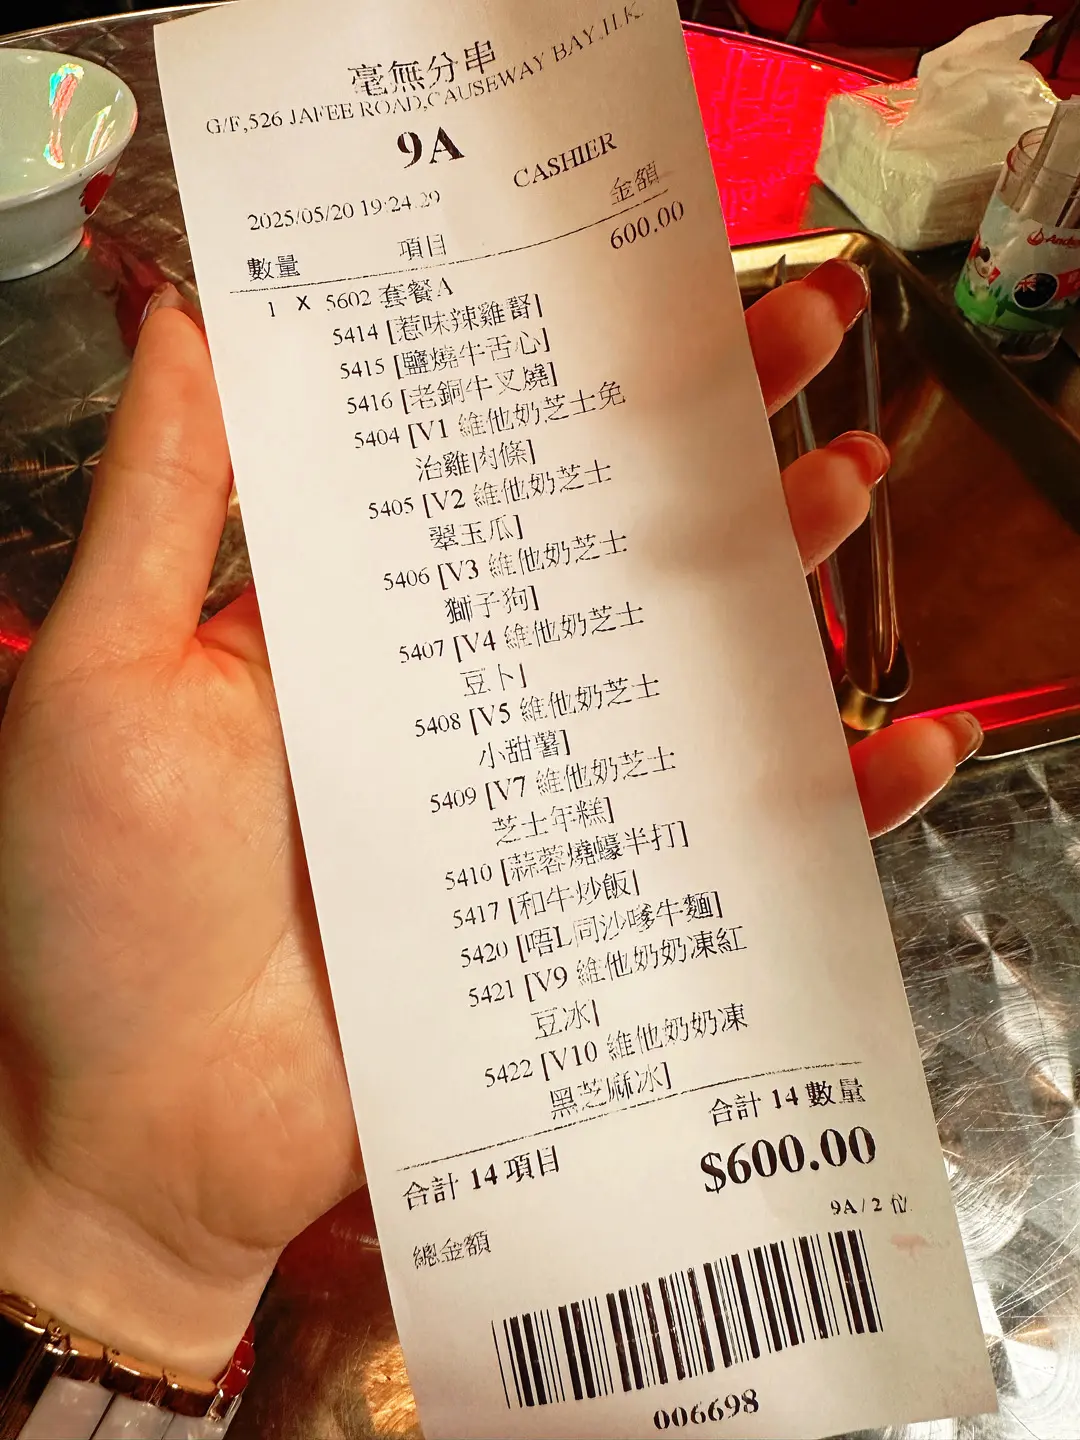 毫無分串
G/F,526 JAFEE ROAD,CAUSEWAY BAY,H.K.
9A
CASHIER
2025/05/20 19:24:29
數量 項目 金額
1 X 5602 套餐A 600.00
5414 [惹味辣雞腎]
5415 [鹽燒牛舌心]
5416 [老銅牛叉燒]
5404 [V1 維他奶芝士免
治雞肉條]
5405 [V2 維他奶芝士
翠玉瓜]
5406 [V3 維他奶芝士
獅子狗]
5407 [V4 維他奶芝士
豆卜]
5408 [V5 維他奶芝士
小甜薯]
5409 [V7 維他奶芝士
芝士年糕]
5410 [蒜蓉燒蠔半打]
5417 [和牛炒飯]
5420 [唔L同沙嗲牛麵]
5421 [V9 維他奶奶凍紅
豆冰]
5422 [V10 維他奶奶凍
黑芝麻冰]
合計 14 項目 合計 14 數量
總金額 $600.00
9A / 2 位
006698